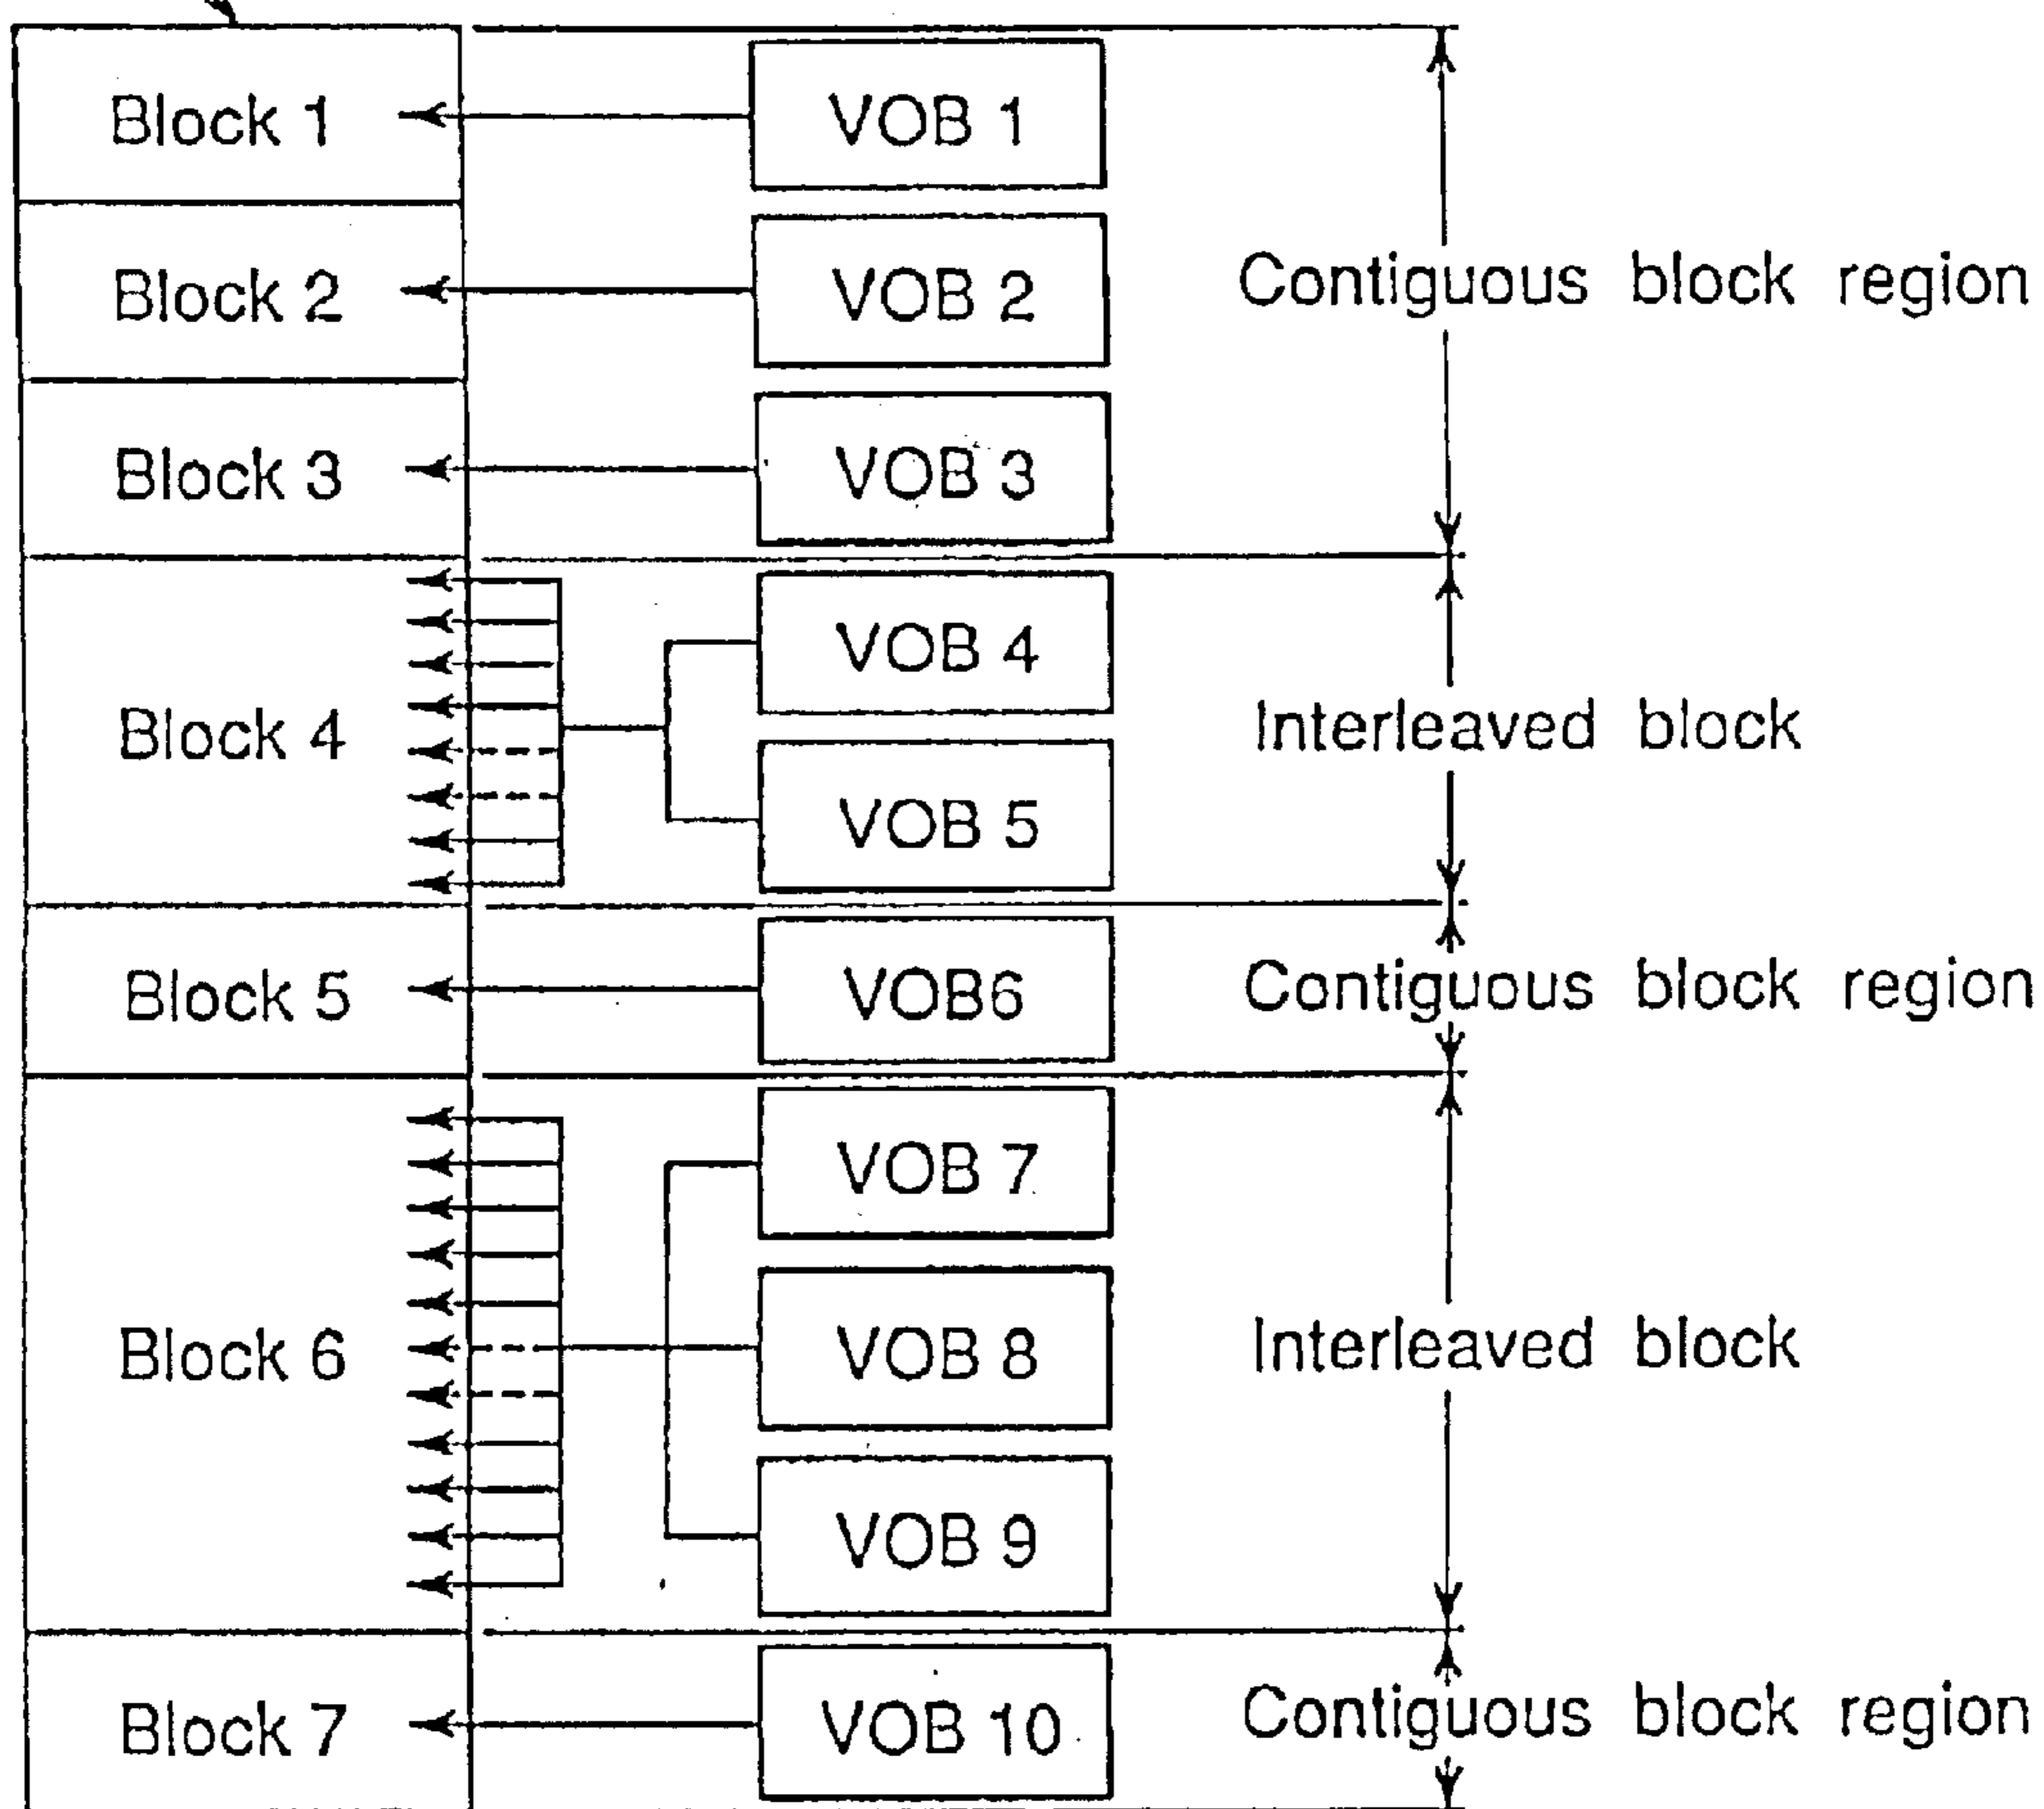 Block 1
VOB 1
Block 2
VOB 2
Contiguous block region
Block 3
VOB 3
VOB 4
Block 4
Interleaved block
VOB 5
Block 5
VOB6
Contiguous block region
VOB 7
Block 6
VOB 8
Interleaved block
VOB 9
Block 7
VOB 10
Contiguous block region